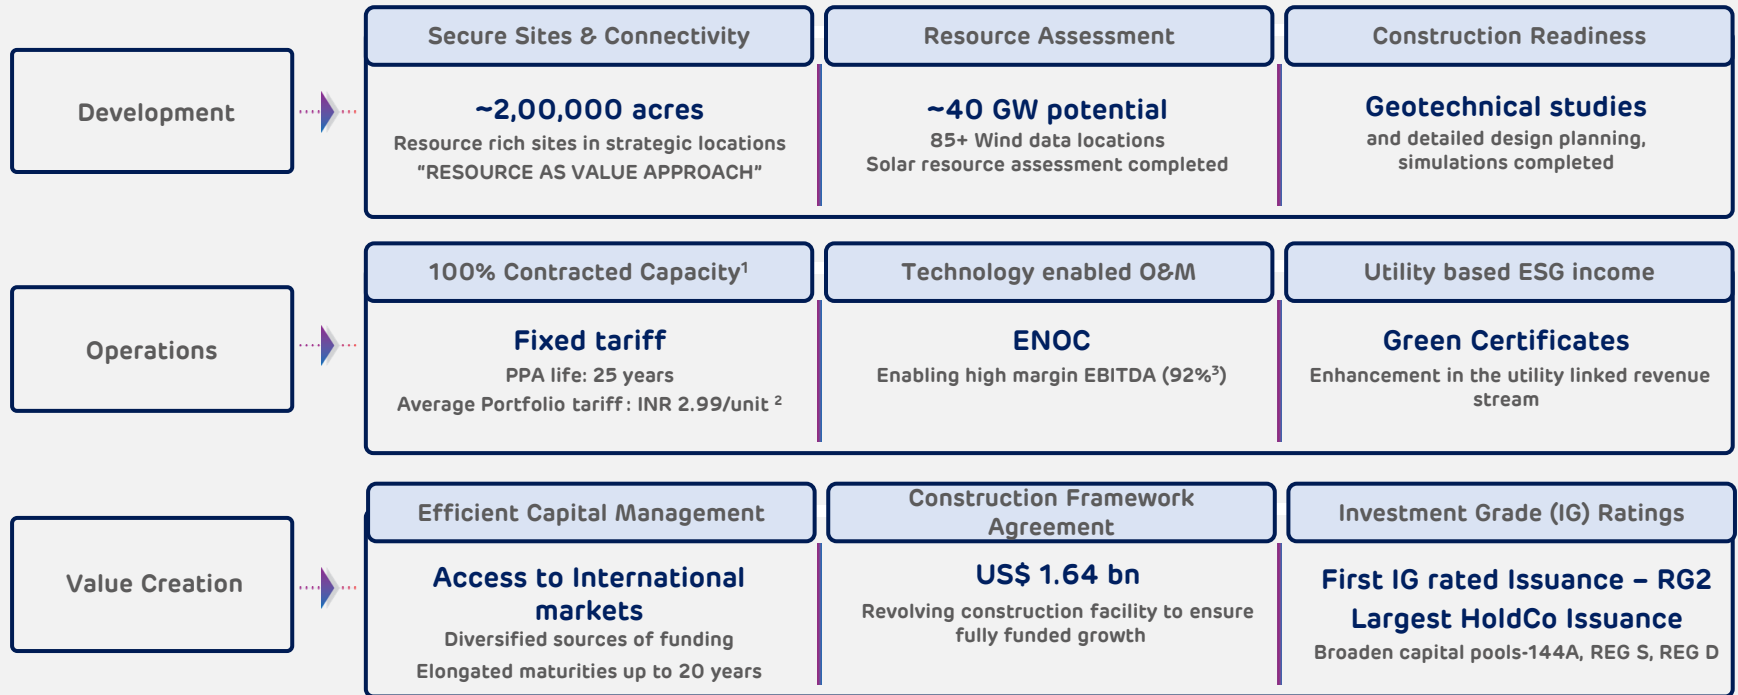 Development
Secure Sites & Connectivity
~2,00,000 acres
Resource rich sites in strategic locations
“RESOURCE AS VALUE APPROACH”
Resource Assessment
~40 GW potential
85+ Wind data locations
Solar resource assessment completed
Construction Readiness
Geotechnical studies
and detailed design planning,
simulations completed
Operations
100% Contracted Capacity¹
Fixed tariff
PPA life: 25 years
Average Portfolio tariff : INR 2.99/unit ²
Technology enabled O&M
ENOC
Enabling high margin EBITDA (92%³)
Utility based ESG income
Green Certificates
Enhancement in the utility linked revenue
stream
Value Creation
Efficient Capital Management
Access to International
markets
Diversified sources of funding
Elongated maturities up to 20 years
Construction Framework
Agreement
US$ 1.64 bn
Revolving construction facility to ensure
fully funded growth
Investment Grade (IG) Ratings
First IG rated Issuance – RG2
Largest HoldCo Issuance
Broaden capital pools-144A, REG S, REG D